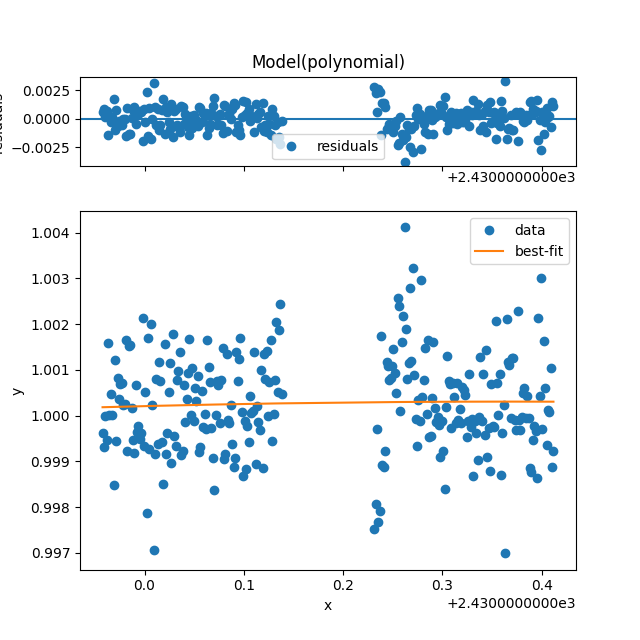 Model(polynomial)
0.0025
0.0000
−0.0025
residuals
+2.4300000000e3
1.004
1.003
1.002
1.001
1.000
0.999
0.998
0.997
y
data
best-fit
0.0
0.1
0.2
0.3
0.4
x
+2.4300000000e3